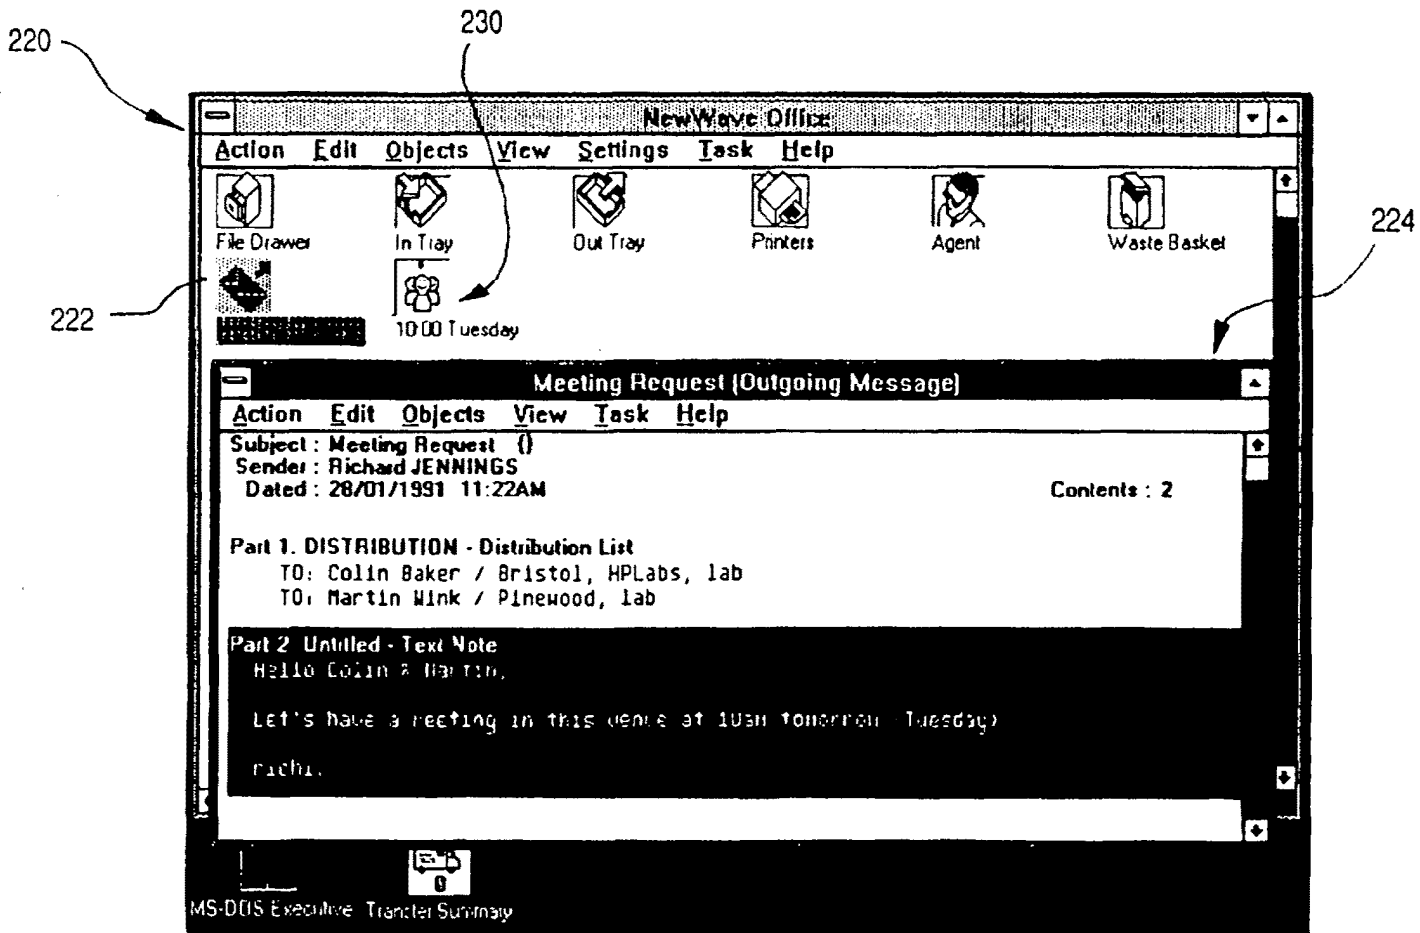 220
230
224
222
NewWave Office
Action Edit Objects View Settings Task Help
File Drawer In Tray Out Tray Printers Agent Waste Basket
10:00 Tuesday
Meeting Request (Outgoing Message)
Action Edit Objects View Task Help
Subject : Meeting Request ()
Sender : Richard JENNINGS
Dated : 28/01/1991 11:22AM Contents : 2
Part 1. DISTRIBUTION - Distribution List
TO: Colin Baker / Bristol, HPLabs, lab
TO: Martin Wink / Pinewood, lab
Part 2 Untitled - Text Note
Hello Colin & Martin,
Let's have a meeting in this venue at 10am tomorrow (Tuesday)
richi.
0
MS-DOS Executive Transfer Summary